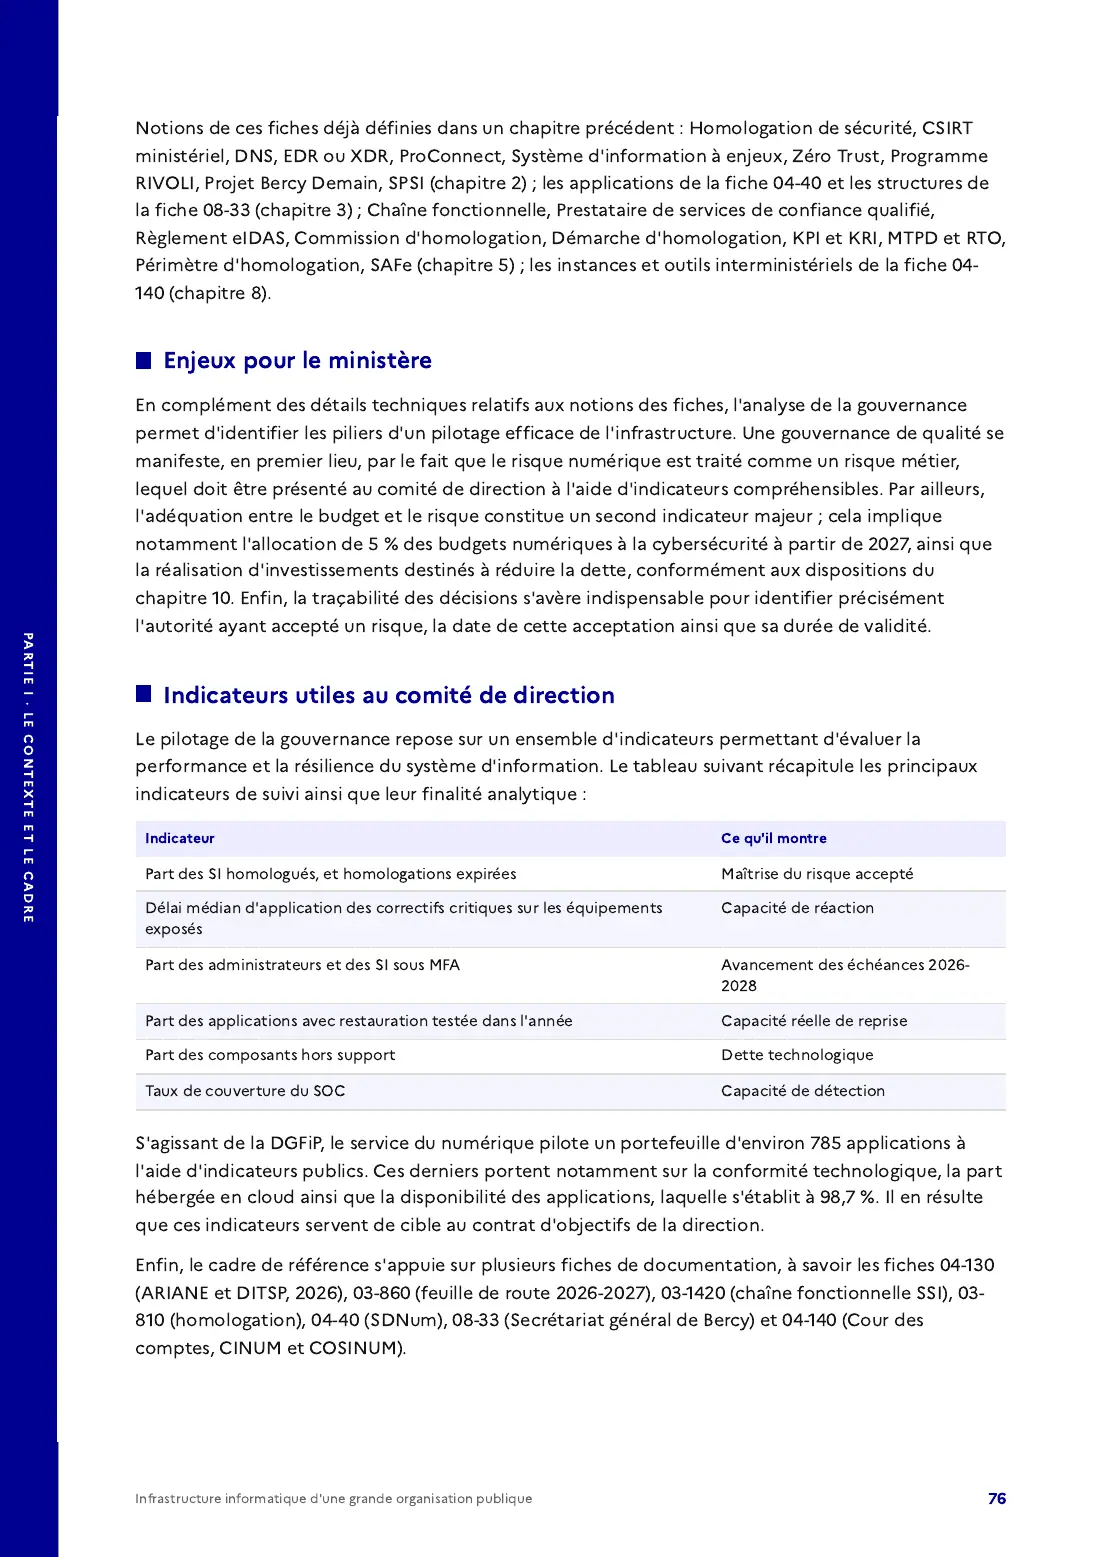 Notions de ces fiches déjà définies dans un chapitre précédent : Homologation de sécurité, CSIRT
ministériel, DNS, EDR ou XDR, ProConnect, Système d'information à enjeux, Zéro Trust, Programme
RIVOLI, Projet Bercy Demain, SPSI (chapitre 2) ; les applications de la fiche 04-40 et les structures de
la fiche 08-33 (chapitre 3) ; Chaîne fonctionnelle, Prestataire de services de confiance qualifié,
Règlement eIDAS, Commission d'homologation, Démarche d'homologation, KPI et KRI, MTPD et RTO,
Périmètre d'homologation, SAFe (chapitre 5) ; les instances et outils interministériels de la fiche 04-
140 (chapitre 8).
Enjeux pour le ministère
En complément des détails techniques relatifs aux notions des fiches, l'analyse de la gouvernance
permet d'identifier les piliers d'un pilotage efficace de l'infrastructure. Une gouvernance de qualité se
manifeste, en premier lieu, par le fait que le risque numérique est traité comme un risque métier,
lequel doit être présenté au comité de direction à l'aide d'indicateurs compréhensibles. Par ailleurs,
l'adéquation entre le budget et le risque constitue un second indicateur majeur ; cela implique
notamment l'allocation de 5 % des budgets numériques à la cybersécurité à partir de 2027, ainsi que
la réalisation d'investissements destinés à réduire la dette, conformément aux dispositions du
chapitre 10. Enfin, la traçabilité des décisions s'avère indispensable pour identifier précisément
l'autorité ayant accepté un risque, la date de cette acceptation ainsi que sa durée de validité.
Indicateurs utiles au comité de direction
Le pilotage de la gouvernance repose sur un ensemble d'indicateurs permettant d'évaluer la
performance et la résilience du système d'information. Le tableau suivant récapitule les principaux
indicateurs de suivi ainsi que leur finalité analytique :
Indicateur Ce qu'il montre
Part des SI homologués, et homologations expirées Maîtrise du risque accepté
Délai médian d'application des correctifs critiques sur les équipements Capacité de réaction
exposés
Part des administrateurs et des SI sous MFA Avancement des échéances 2026-
2028
Part des applications avec restauration testée dans l'année Capacité réelle de reprise
Part des composants hors support Dette technologique
Taux de couverture du SOC Capacité de détection
S'agissant de la DGFiP, le service du numérique pilote un portefeuille d'environ 785 applications à
l'aide d'indicateurs publics. Ces derniers portent notamment sur la conformité technologique, la part
hébergée en cloud ainsi que la disponibilité des applications, laquelle s'établit à 98,7 %. Il en résulte
que ces indicateurs servent de cible au contrat d'objectifs de la direction.
Enfin, le cadre de référence s'appuie sur plusieurs fiches de documentation, à savoir les fiches 04-130
(ARIANE et DITSP, 2026), 03-860 (feuille de route 2026-2027), 03-1420 (chaîne fonctionnelle SSI), 03-
810 (homologation), 04-40 (SDNum), 08-33 (Secrétariat général de Bercy) et 04-140 (Cour des
comptes, CINUM et COSINUM).
PARTIE I · LE CONTEXTE ET LE CADRE
Infrastructure informatique d'une grande organisation publique 76